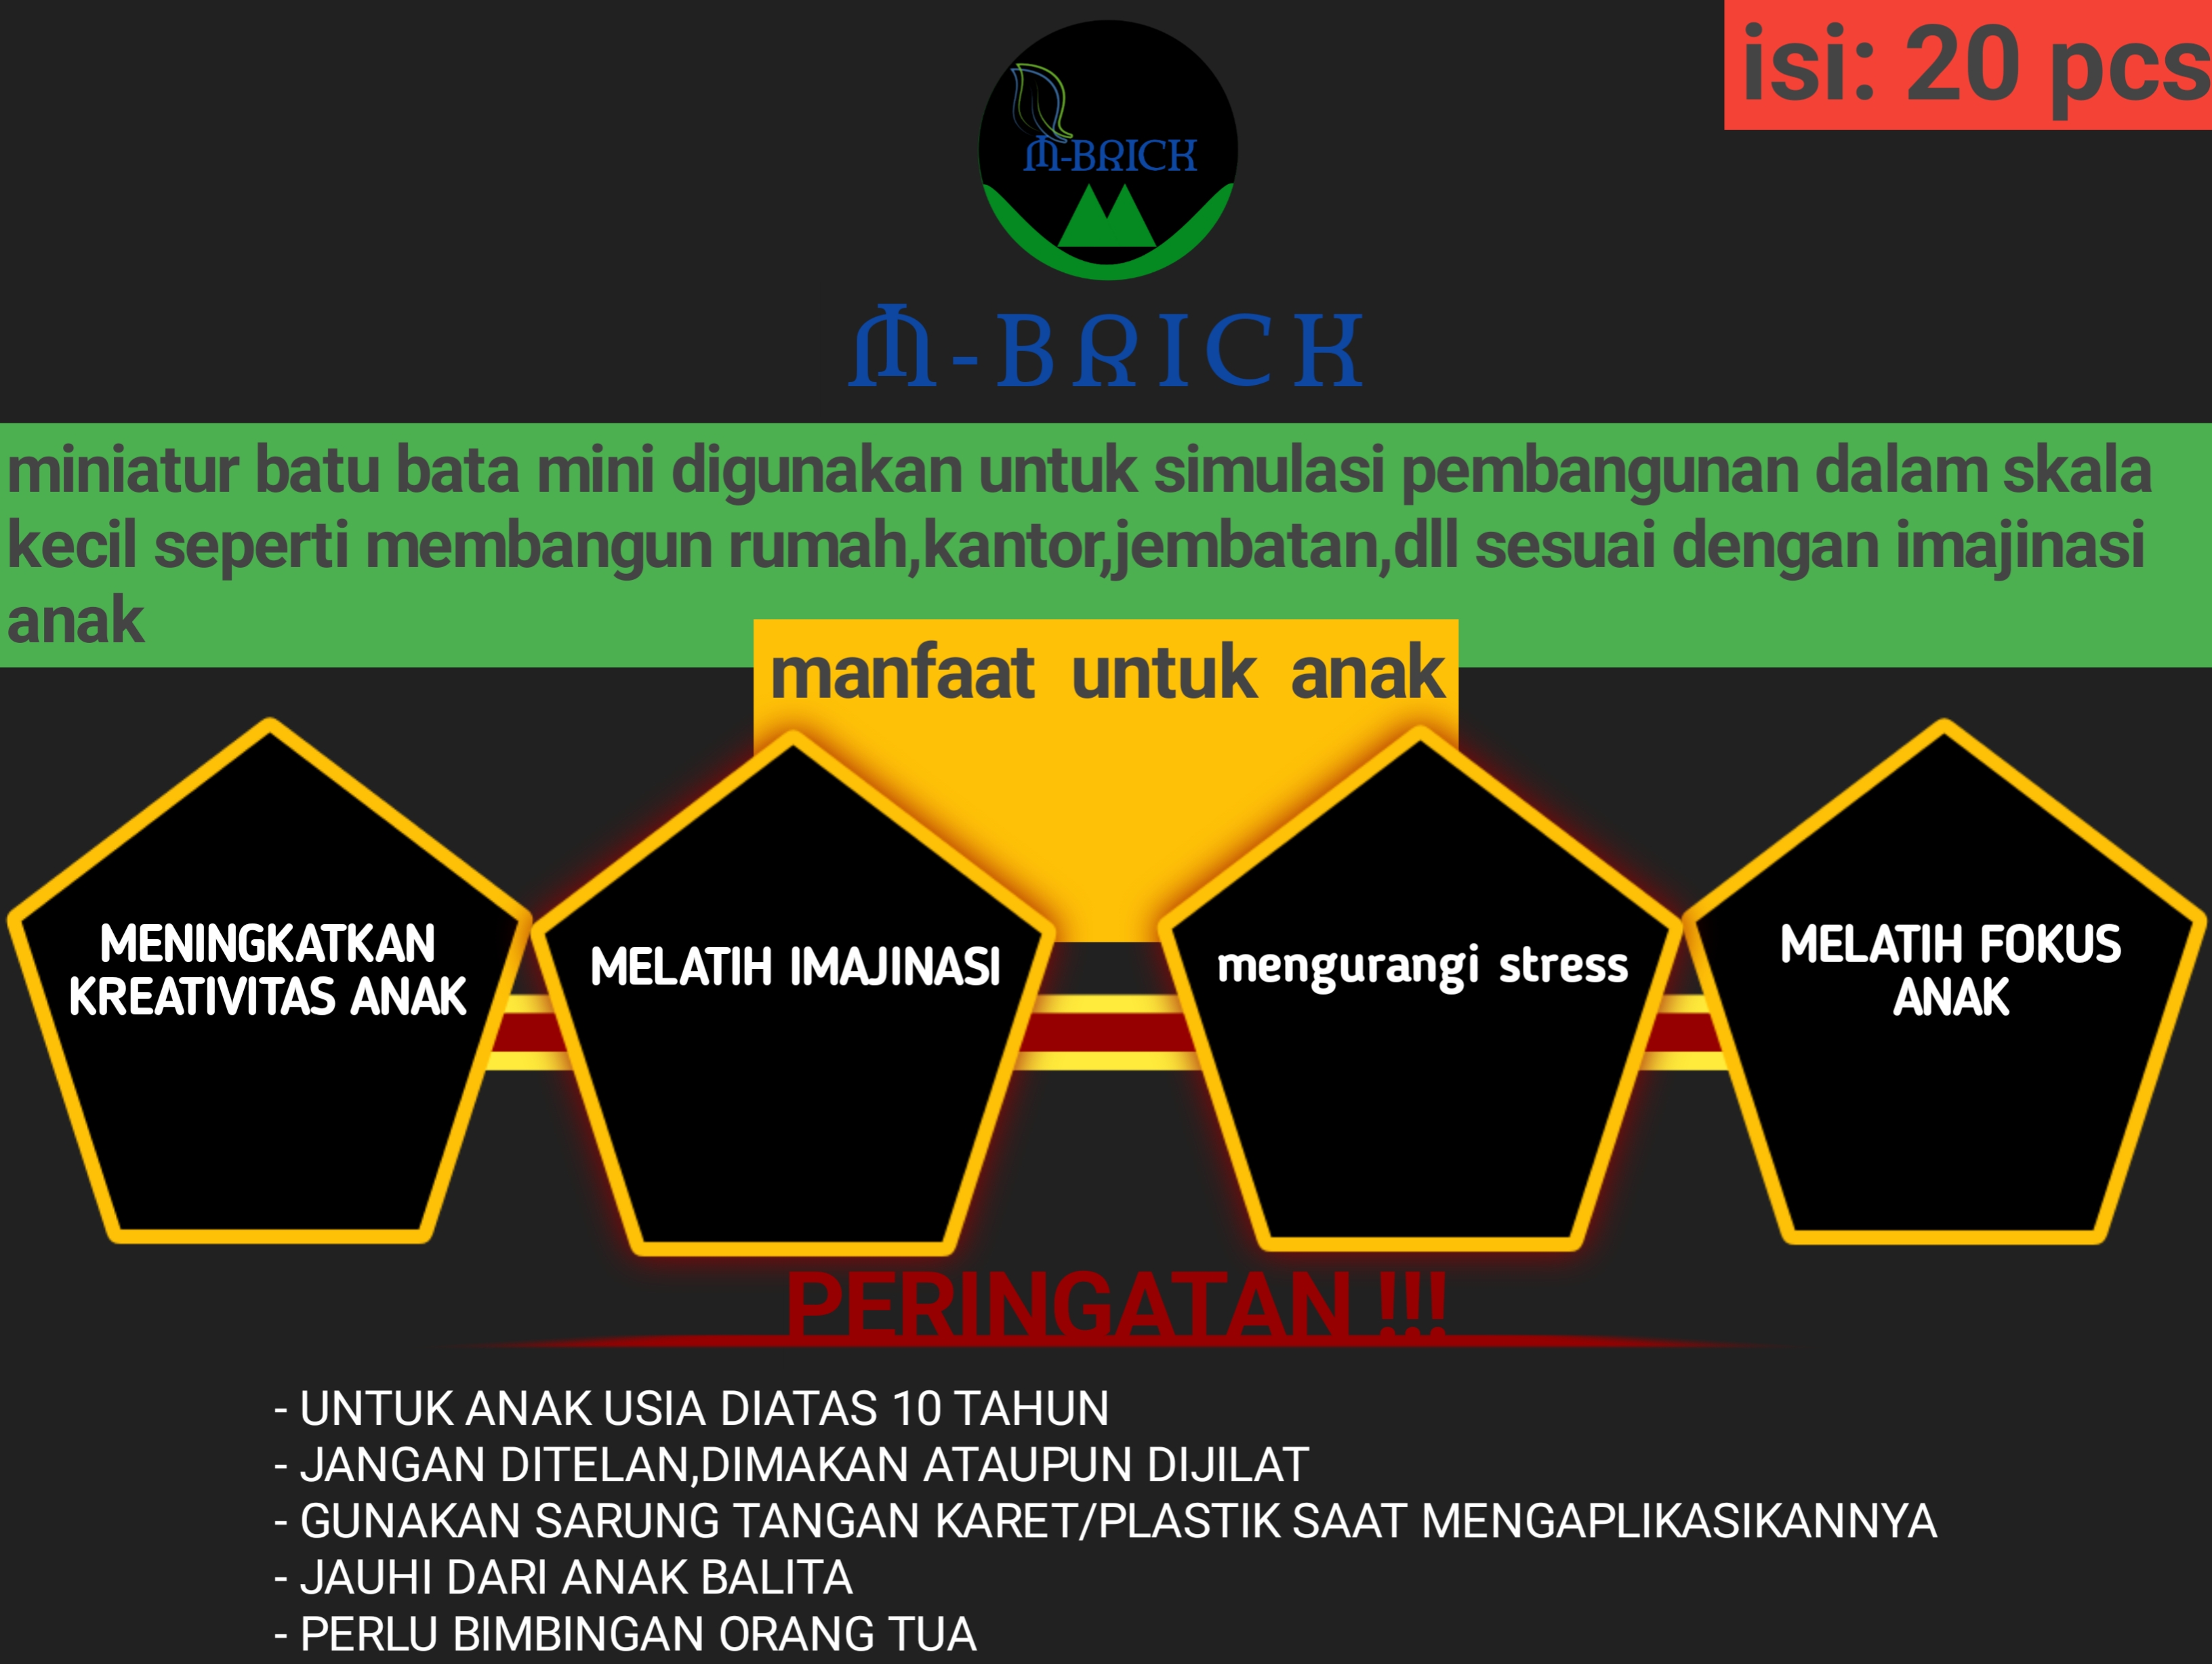 isi: 20 pcs
M-BRICK
M-BRICK
miniatur batu bata mini digunakan untuk simulasi pembangunan dalam skala
kecil seperti membangun rumah,kantor,jembatan,dll sesuai dengan imajinasi
anak
manfaat untuk anak
MENINGKATKAN
KREATIVITAS ANAK
MELATIH IMAJINASI
mengurangi stress
MELATIH FOKUS
ANAK
PERINGATAN !!!
- UNTUK ANAK USIA DIATAS 10 TAHUN
- JANGAN DITELAN,DIMAKAN ATAUPUN DIJILAT
- GUNAKAN SARUNG TANGAN KARET/PLASTIK SAAT MENGAPLIKASIKANNYA
- JAUHI DARI ANAK BALITA
- PERLU BIMBINGAN ORANG TUA